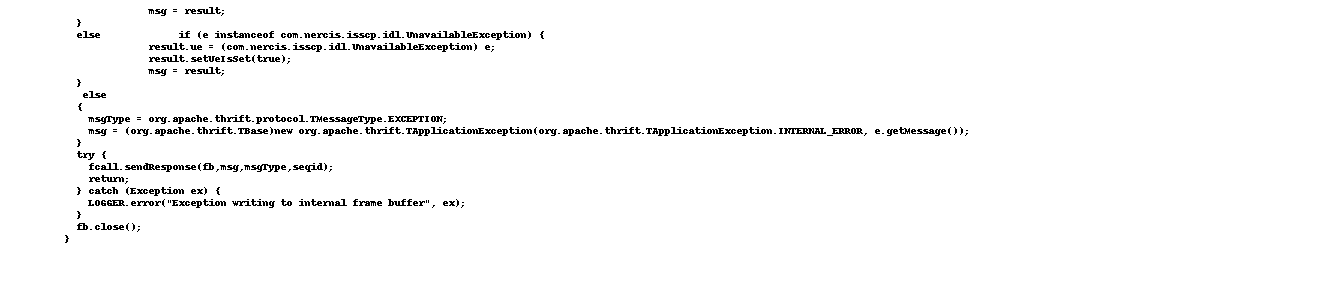 msg = result;
}
else if (e instanceof com.nercis.isscp.idl.UnavailableException) {
result.ue = (com.nercis.isscp.idl.UnavailableException) e;
result.setUeIsSet(true);
msg = result;
}
else
{
msgType = org.apache.thrift.protocol.TMessageType.EXCEPTION;
msg = (org.apache.thrift.TBase)new org.apache.thrift.TApplicationException(org.apache.thrift.TApplicationException.INTERNAL_ERROR, e.getMessage());
}
try {
fcall.sendResponse(fb,msg,msgType,seqid);
return;
} catch (Exception ex) {
LOGGER.error("Exception writing to internal frame buffer", ex);
}
fb.close();
}